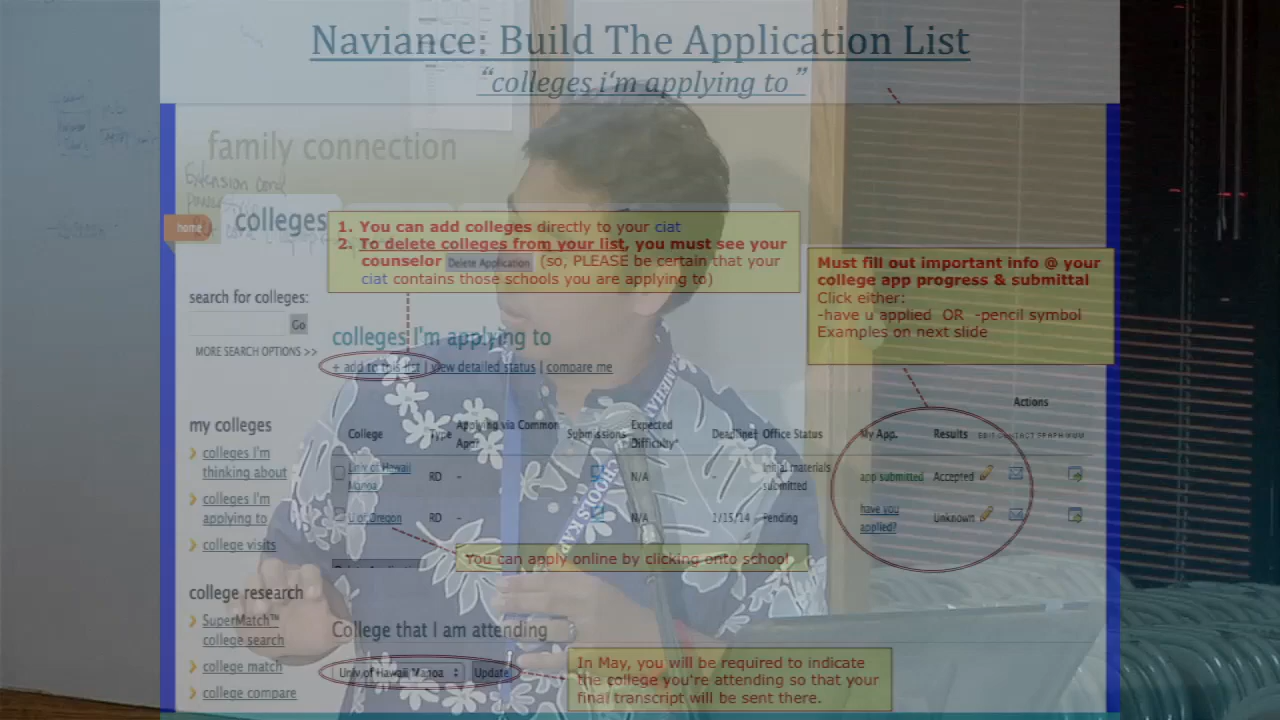 Naviance: Build The Application List
“colleges i'm applying to”
family connection
Extension cord
home
colleges
1. You can add colleges directly to your ciat
2. To delete colleges from your list, you must see your
counselor Delete Application (so, PLEASE be certain that your
ciat contains those schools you are applying to)
Must fill out important info @ your
college app progress & submittal
Click either:
-have u applied OR -pencil symbol
Examples on next slide
search for colleges:
Go
MORE SEARCH OPTIONS >>
colleges I'm applying to
+ add to this list | view detailed status | compare me
Actions
College Type Applying via Common App? Submissions Expected Difficulty* Deadline† Office Status My App. Results
Univ of Hawaii Manoa RD - N/A - Initial materials submitted app submitted Accepted
U of Oregon RD - N/A 1/15/14 Pending have you applied? Unknown
my colleges
colleges I'm
thinking about
colleges I'm
applying to
college visits
You can apply online by clicking onto school
college research
SuperMatch™
college search
college match
college compare
College that I am attending
Univ of Hawaii Manoa Update
In May, you will be required to indicate
the college you're attending so that your
final transcript will be sent there.
KAMEHAMEHA
SCHOOLS KAP